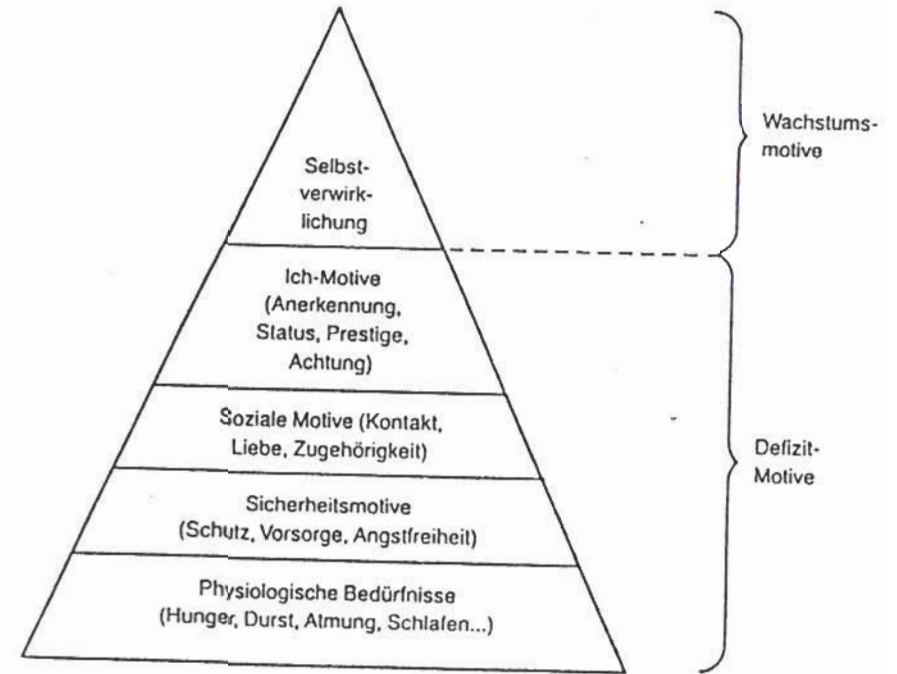 Selbst-
verwirk-
lichung
Ich-Motive
(Anerkennung,
Status, Prestige,
Achtung)
Soziale Motive (Kontakt,
Liebe, Zugehörigkeit)
Sicherheitsmotive
(Schutz, Vorsorge, Angstfreiheit)
Physiologische Bedürfnisse
(Hunger, Durst, Atmung, Schlafen...)
Wachstums-
motive
Defizit-
Motive